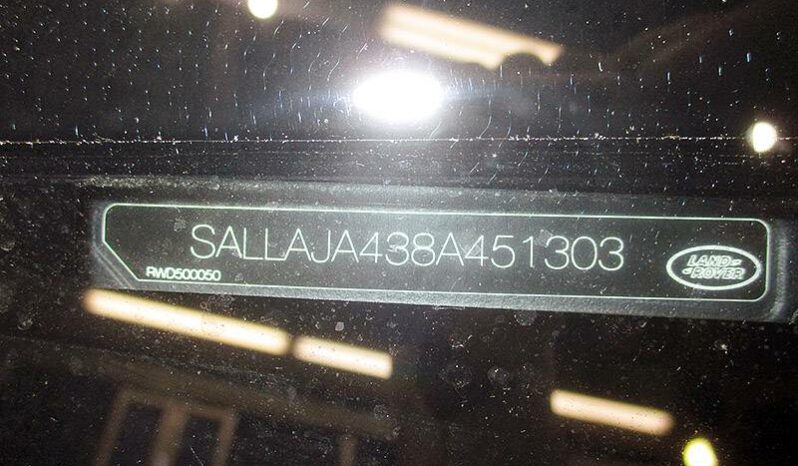 SALLAJA438A451303
RWD500050
LAND-
-ROVER